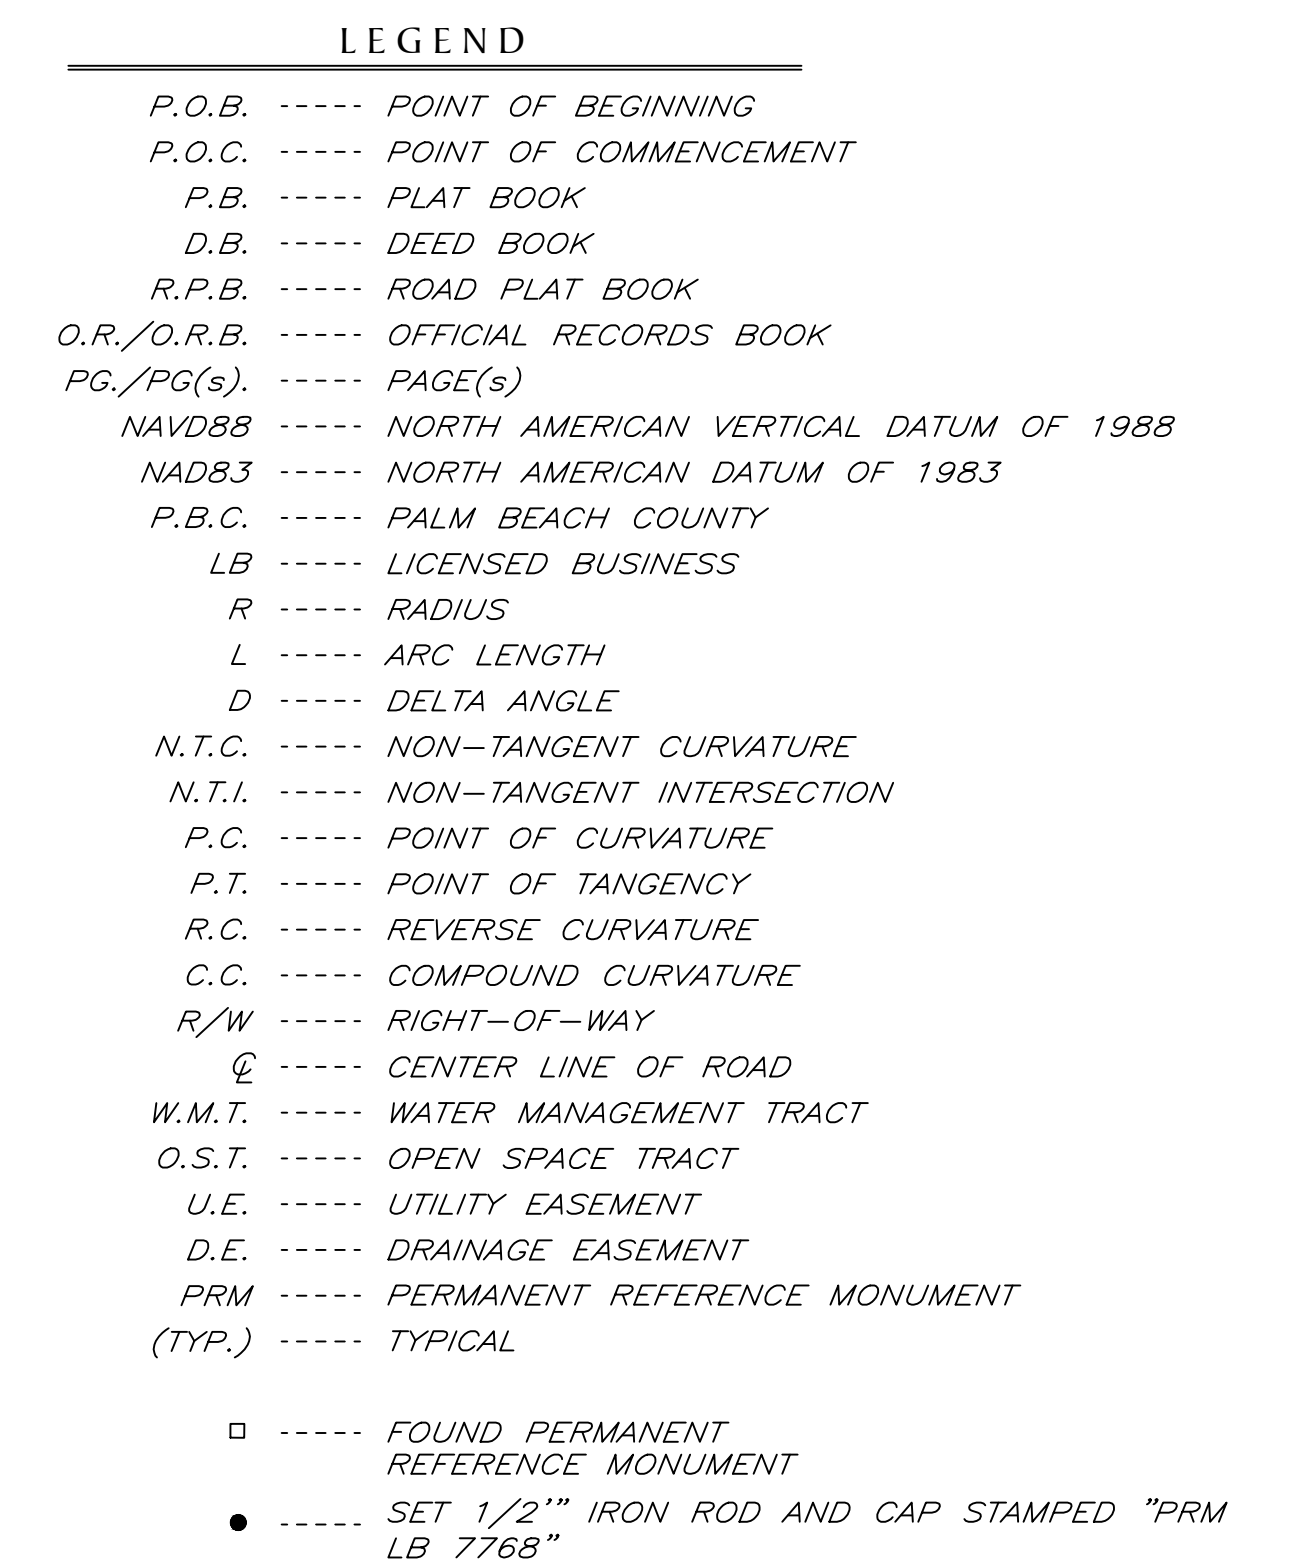 LEGEND
P.O.B. ----- POINT OF BEGINNING
P.O.C. ----- POINT OF COMMENCEMENT
P.B. ----- PLAT BOOK
D.B. ----- DEED BOOK
R.P.B. ----- ROAD PLAT BOOK
O.R./O.R.B. ----- OFFICIAL RECORDS BOOK
PG./PG(s). ----- PAGE(s)
NAVD88 ----- NORTH AMERICAN VERTICAL DATUM OF 1988
NAD83 ----- NORTH AMERICAN DATUM OF 1983
P.B.C. ----- PALM BEACH COUNTY
LB ----- LICENSED BUSINESS
R ----- RADIUS
L ----- ARC LENGTH
D ----- DELTA ANGLE
N.T.C. ----- NON-TANGENT CURVATURE
N.T.I. ----- NON-TANGENT INTERSECTION
P.C. ----- POINT OF CURVATURE
P.T. ----- POINT OF TANGENCY
R.C. ----- REVERSE CURVATURE
C.C. ----- COMPOUND CURVATURE
R/W ----- RIGHT-OF-WAY
℄ ----- CENTER LINE OF ROAD
W.M.T. ----- WATER MANAGEMENT TRACT
O.S.T. ----- OPEN SPACE TRACT
U.E. ----- UTILITY EASEMENT
D.E. ----- DRAINAGE EASEMENT
PRM ----- PERMANENT REFERENCE MONUMENT
(TYP.) ----- TYPICAL
□ ----- FOUND PERMANENT
REFERENCE MONUMENT
● ----- SET 1/2'" IRON ROD AND CAP STAMPED "PRM
LB 7768"